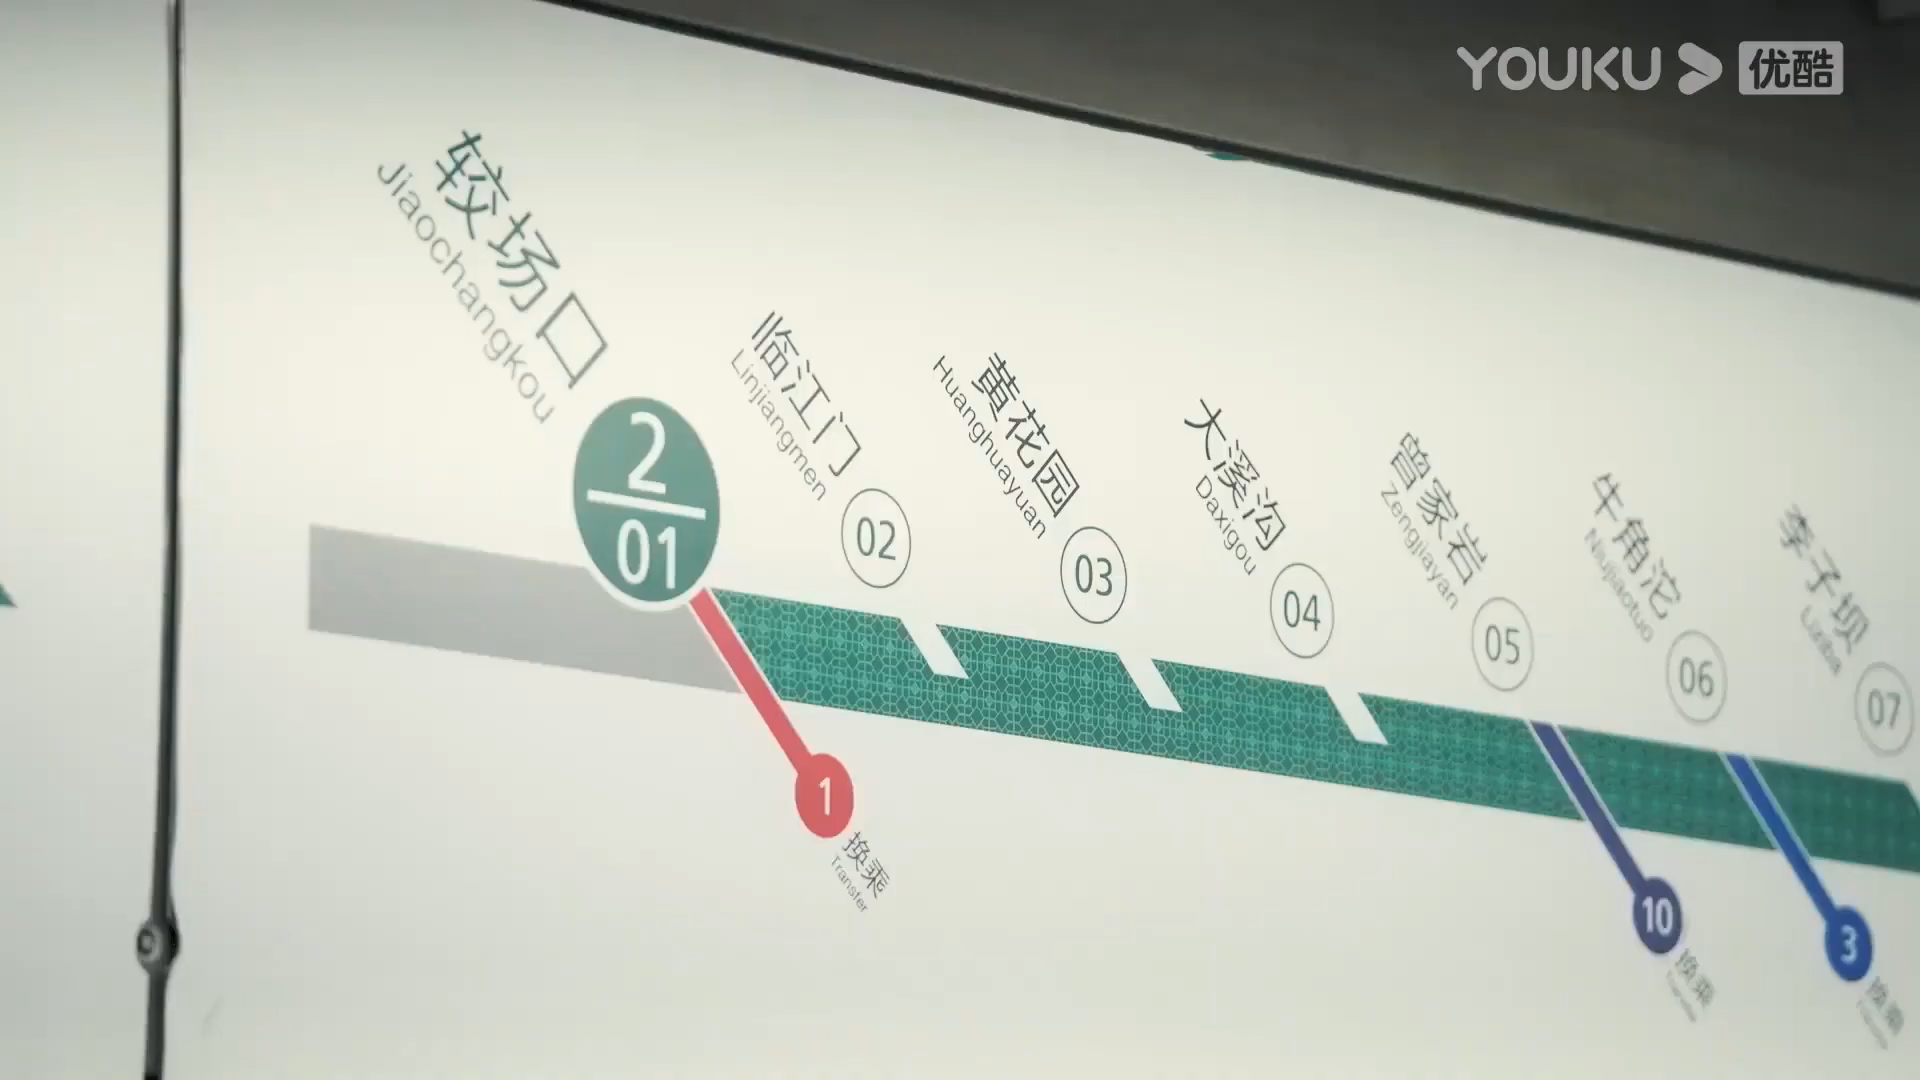 YOUKU 优酷
较场口
Jiaochangkou
2
01
临江门
Linjiangmen
02
黄花园
Huanghuayuan
03
大溪沟
Daxigou
04
曾家岩
Zengjiayan
05
牛角沱
Niujiaotuo
06
李子坝
Liziba
07
1
换乘
Transfer
10
换乘
Transfer
3
换乘